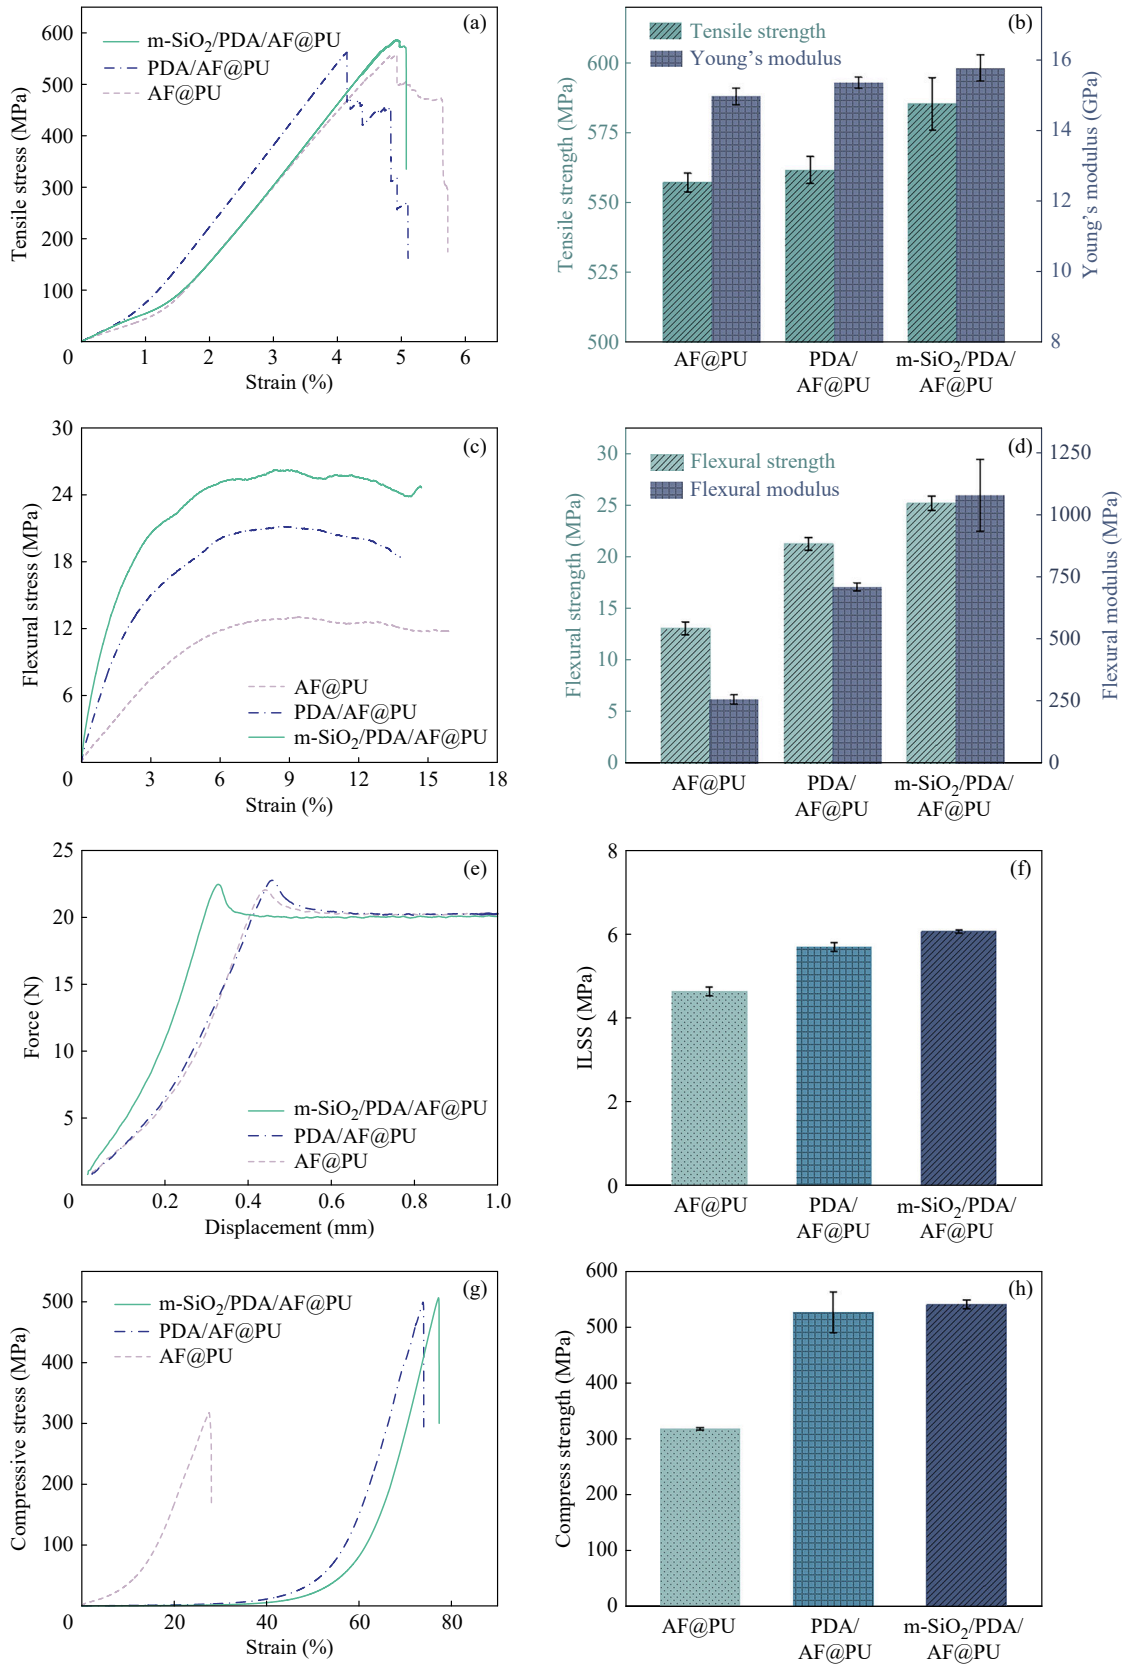 (a)
m-SiO₂/PDA/AF@PU
PDA/AF@PU
AF@PU
Tensile stress (MPa)
600
500
400
300
200
100
0
1
2
3
4
5
6
Strain (%)
(b)
Tensile strength
Young's modulus
Tensile strength (MPa)
600
575
550
525
500
Young's modulus (GPa)
16
14
12
10
8
AF@PU
PDA/
AF@PU
m-SiO₂/PDA/
AF@PU
(c)
Flexural stress (MPa)
30
24
18
12
6
0
3
6
9
12
15
18
AF@PU
PDA/AF@PU
m-SiO₂/PDA/AF@PU
Strain (%)
(d)
Flexural strength
Flexural modulus
Flexural strength (MPa)
30
25
20
15
10
5
0
Flexural modulus (MPa)
1250
1000
750
500
250
0
AF@PU
PDA/
AF@PU
m-SiO₂/PDA/
AF@PU
(e)
Force (N)
25
20
15
10
5
0
0.2
0.4
0.6
0.8
1.0
m-SiO₂/PDA/AF@PU
PDA/AF@PU
AF@PU
Displacement (mm)
(f)
ILSS (MPa)
8
6
4
2
0
AF@PU
PDA/
AF@PU
m-SiO₂/PDA/
AF@PU
(g)
m-SiO₂/PDA/AF@PU
PDA/AF@PU
AF@PU
Compressive stress (MPa)
500
400
300
200
100
0
20
40
60
80
Strain (%)
(h)
Compress strength (MPa)
600
500
400
300
200
100
0
AF@PU
PDA/
AF@PU
m-SiO₂/PDA/
AF@PU